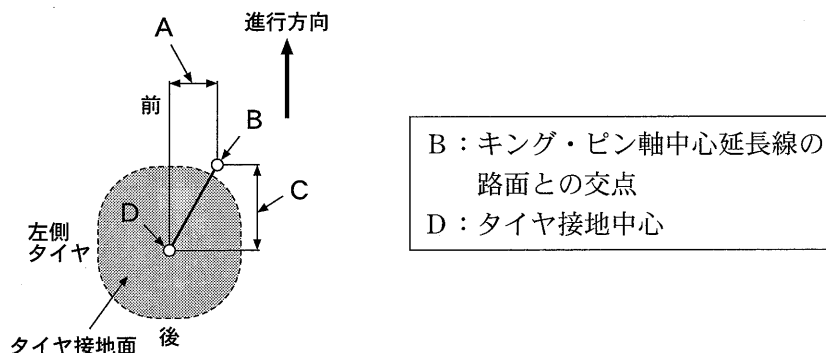 進行方向
A
前
B
C
D
左側
タイヤ
後
タイヤ接地面
B：キング・ピン軸中心延長線の
路面との交点
D：タイヤ接地中心